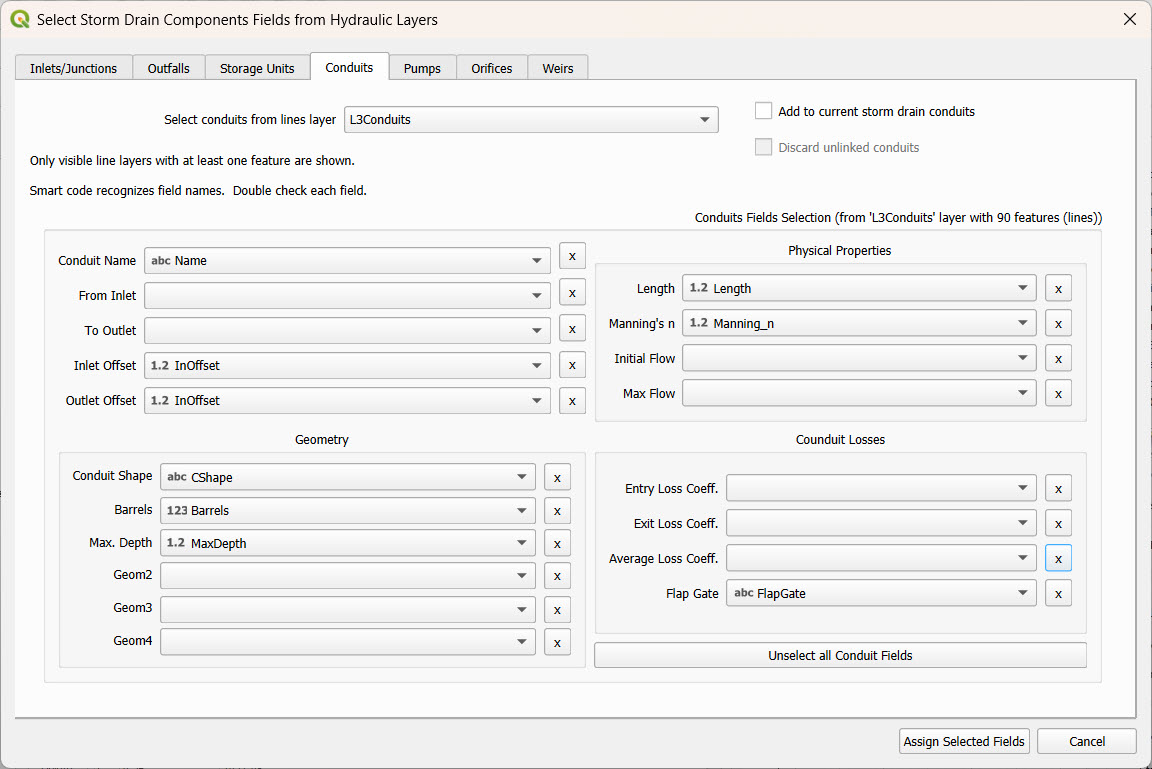 Select Storm Drain Components Fields from Hydraulic Layers
Inlets/Junctions Outfalls Storage Units Conduits Pumps Orifices Weirs
Select conduits from lines layer L3Conduits
Add to current storm drain conduits
Discard unlinked conduits
Only visible line layers with at least one feature are shown.
Smart code recognizes field names. Double check each field.
Conduits Fields Selection (from 'L3Conduits' layer with 90 features (lines))
Conduit Name abc Name x
From Inlet x
To Outlet x
Inlet Offset 1.2 InOffset x
Outlet Offset 1.2 InOffset x
Physical Properties
Length 1.2 Length x
Manning's n 1.2 Manning_n x
Initial Flow x
Max Flow x
Geometry
Conduit Shape abc CShape x
Barrels 123 Barrels x
Max. Depth 1.2 MaxDepth x
Geom2 x
Geom3 x
Geom4 x
Counduit Losses
Entry Loss Coeff. x
Exit Loss Coeff. x
Average Loss Coeff. x
Flap Gate abc FlapGate x
Unselect all Conduit Fields
Assign Selected Fields Cancel